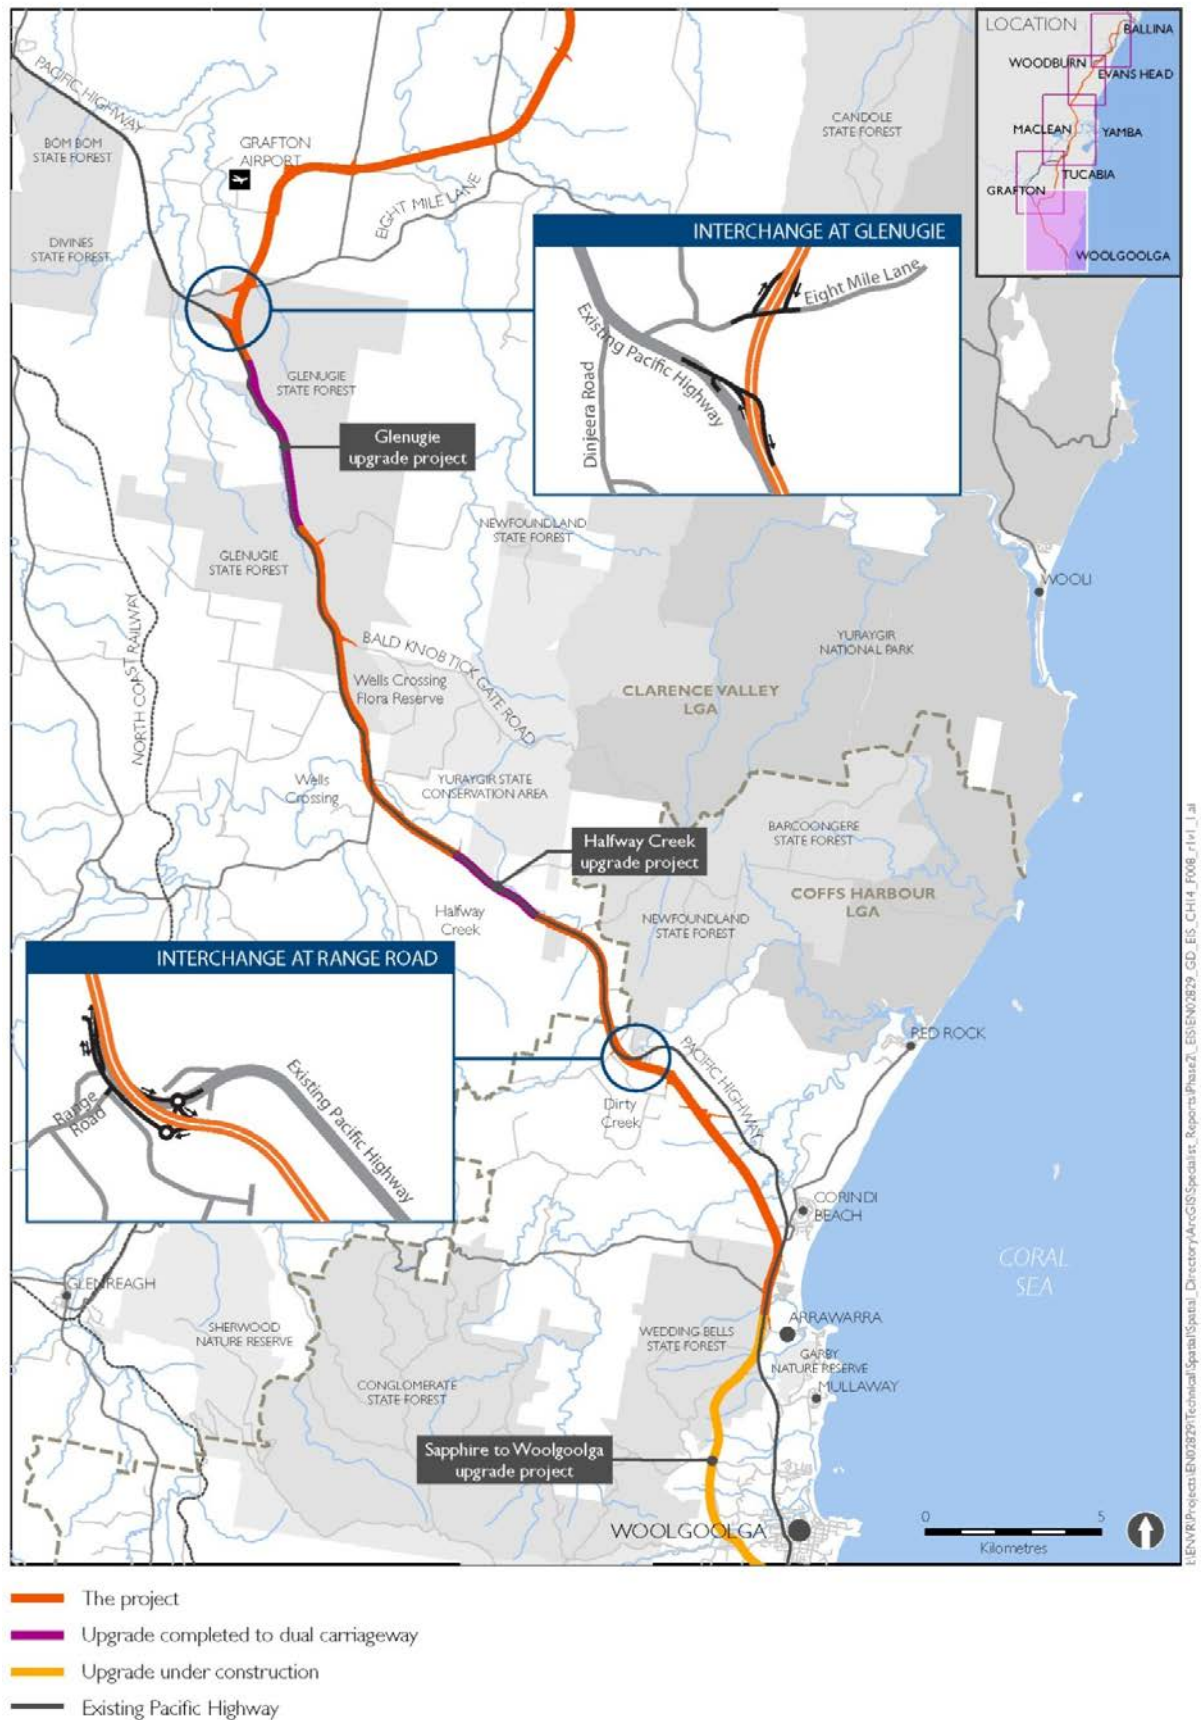 LOCATION
BALLINA
WOODBURN
EVANS HEAD
MACLEAN
YAMBA
TUCABIA
GRAFTON
WOOLGOOLGA
PACIFIC HIGHWAY
BOM BOM
STATE FOREST
GRAFTON
AIRPORT
CANDOLE
STATE FOREST
EIGHT MILE LANE
DIVINES
STATE FOREST
INTERCHANGE AT GLENUGIE
Eight Mile Lane
Existing Pacific Highway
Dinjeera Road
GLENUGIE
STATE FOREST
Glenugie
upgrade project
NEWFOUNDLAND
STATE FOREST
GLENUGIE
STATE FOREST
WOOLI
NORTH COAST RAILWAY
BALD KNOB TICK GATE ROAD
YURAYGIR
NATIONAL PARK
Wells Crossing
Flora Reserve
CLARENCE VALLEY
LGA
Wells
Crossing
YURAYGIR STATE
CONSERVATION AREA
Halfway Creek
upgrade project
BARCOONGERE
STATE FOREST
COFFS HARBOUR
LGA
Halfway
Creek
NEWFOUNDLAND
STATE FOREST
INTERCHANGE AT RANGE ROAD
Range
Road
Existing Pacific Highway
RED ROCK
PACIFIC HIGHWAY
Dirty
Creek
CORINDI
BEACH
CORAL
SEA
GLENREAGH
SHERWOOD
NATURE RESERVE
WEDDING BELLS
STATE FOREST
ARRAWARRA
GARBY
NATURE RESERVE
MULLAWAY
CONGLOMERATE
STATE FOREST
Sapphire to Woolgoolga
upgrade project
WOOLGOOLGA
0 5
Kilometres
The project
Upgrade completed to dual carriageway
Upgrade under construction
Existing Pacific Highway